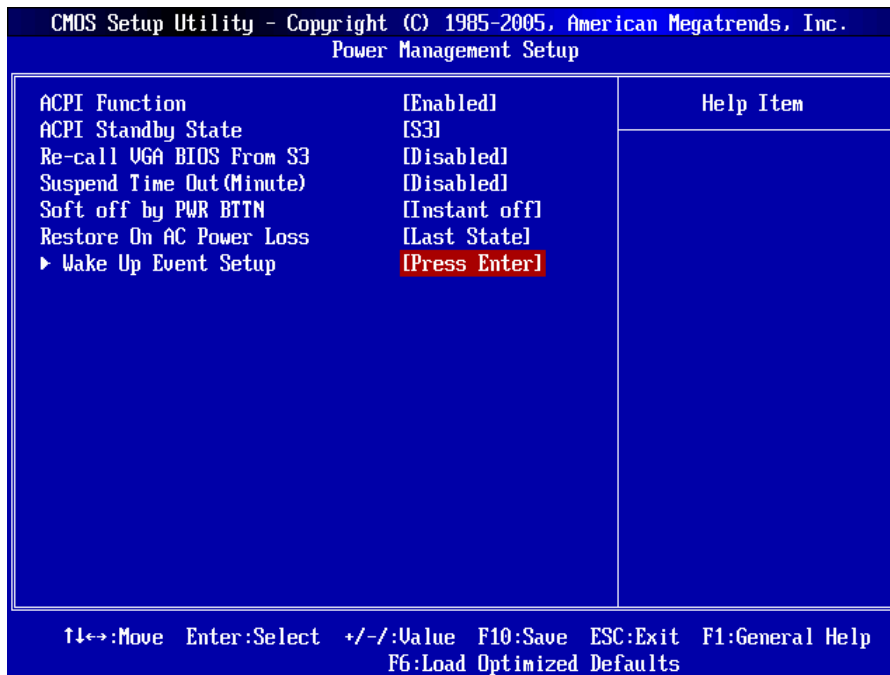 CMOS Setup Utility - Copyright (C) 1985-2005, American Megatrends, Inc.
Power Management Setup
ACPI Function [Enabled]
ACPI Standby State [S3]
Re-call VGA BIOS From S3 [Disabled]
Suspend Time Out(Minute) [Disabled]
Soft off by PWR BTTN [Instant off]
Restore On AC Power Loss [Last State]
▶ Wake Up Event Setup [Press Enter]
Help Item
↑↓←→:Move Enter:Select +/-/:Value F10:Save ESC:Exit F1:General Help
F6:Load Optimized Defaults